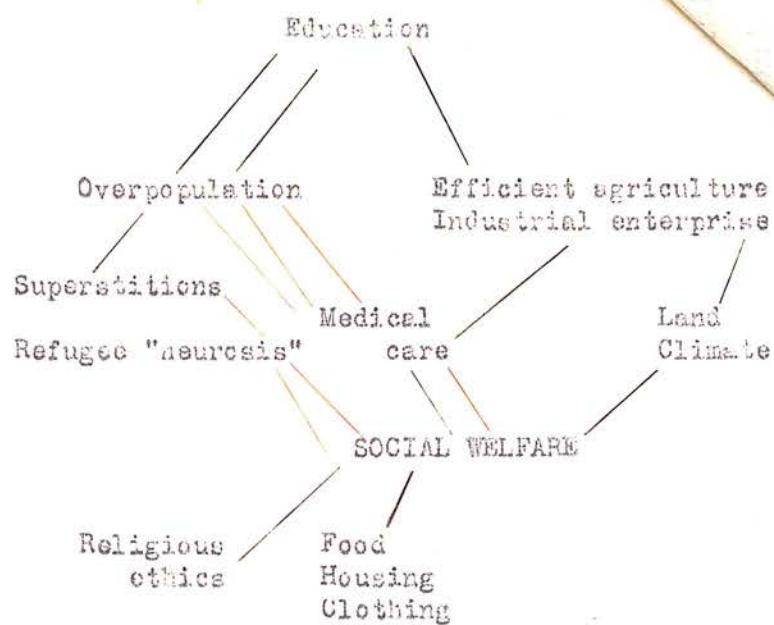 Education
Overpopulation
Efficient agriculture
Industrial enterprise
Superstitions
Refugee "neurosis"
Medical
care
Land
Climate
SOCIAL WELFARE
Religious
ethics
Food
Housing
Clothing